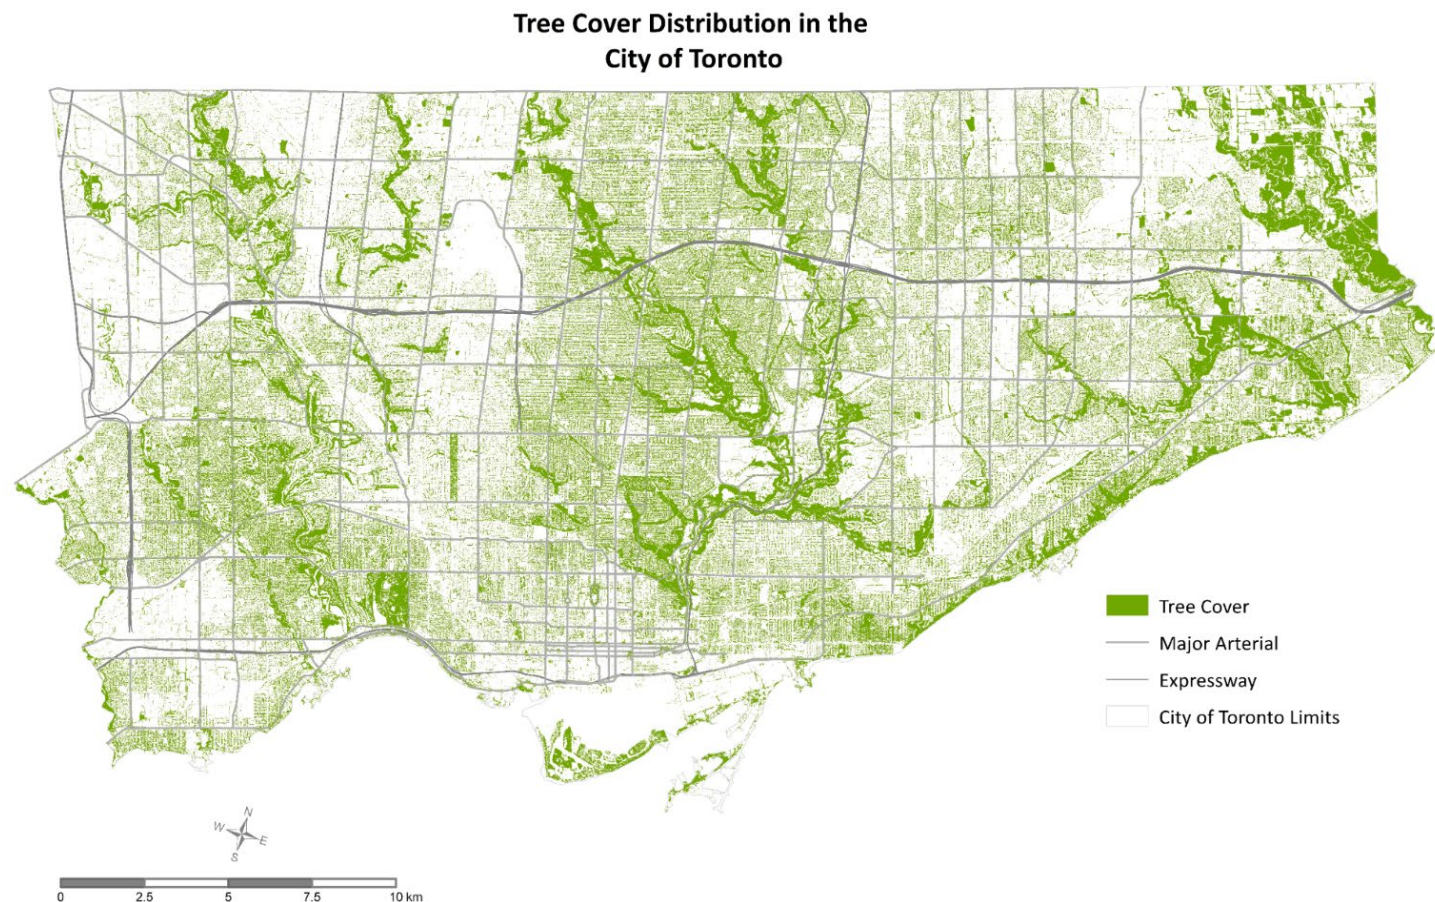 Tree Cover Distribution in the
City of Toronto
Tree Cover
Major Arterial
Expressway
City of Toronto Limits
N
W
E
S
0 2.5 5 7.5 10 km